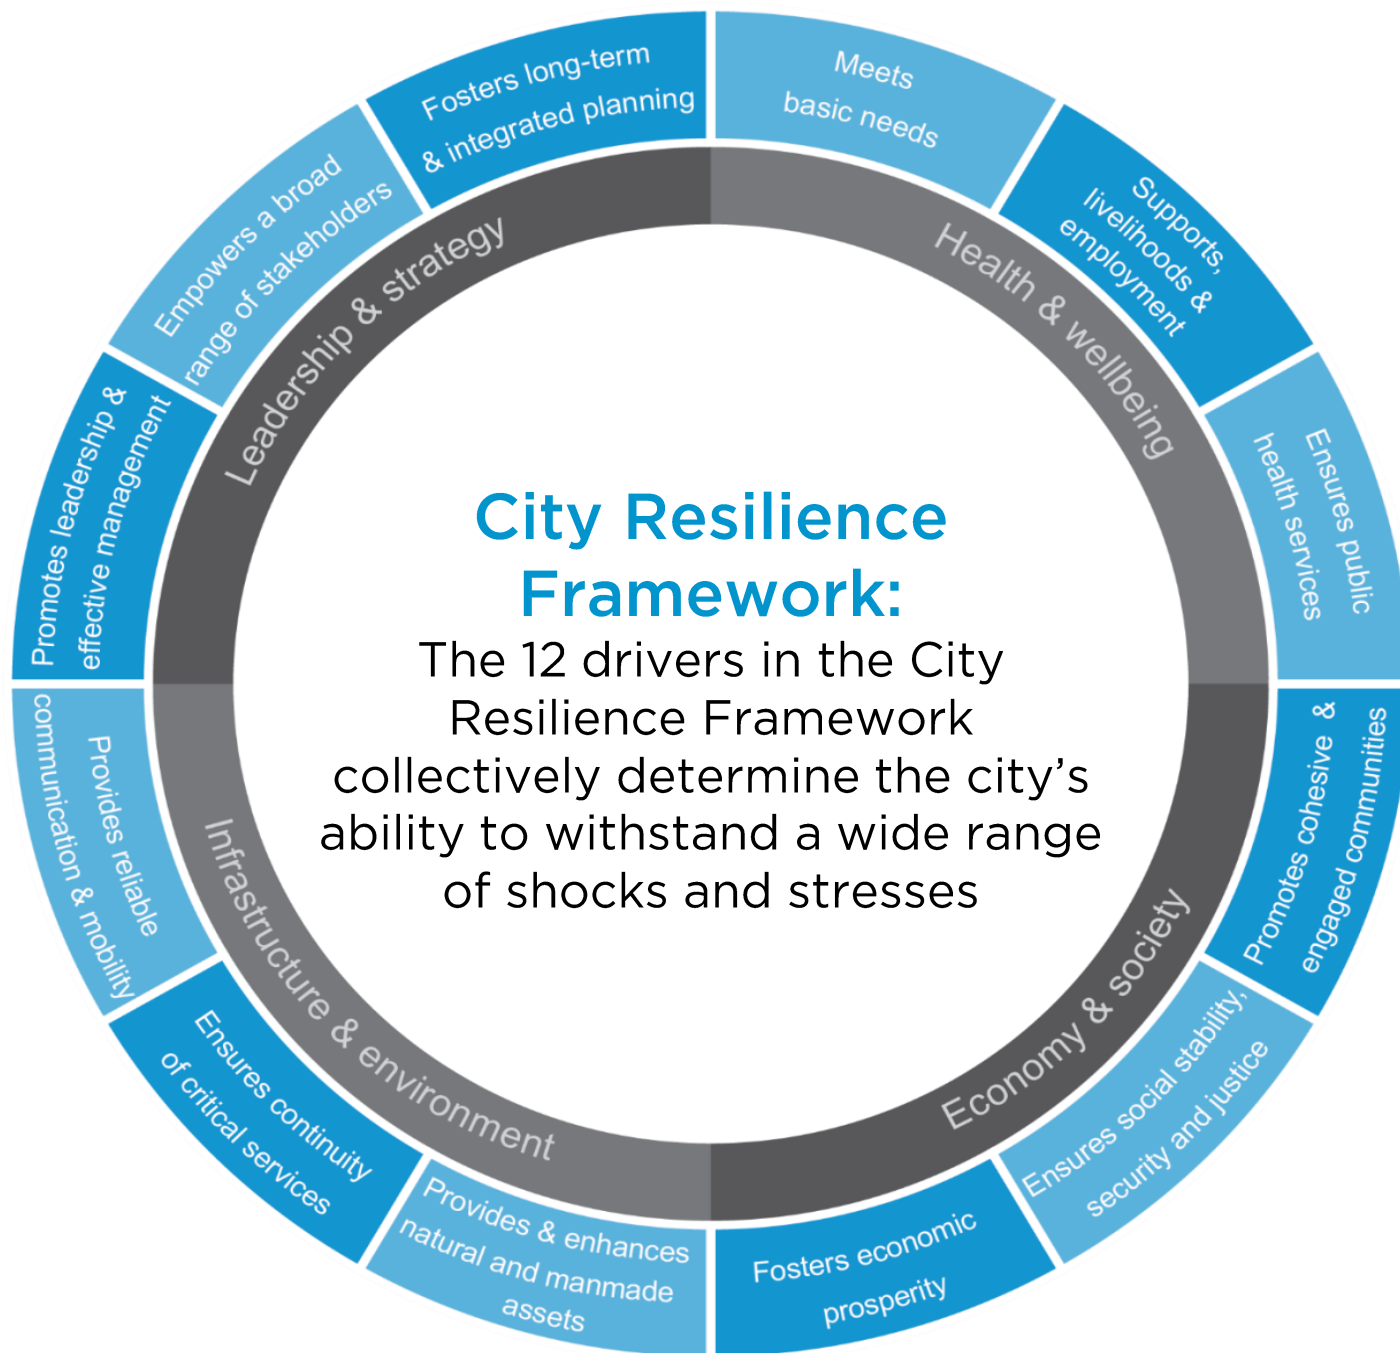 City Resilience
Framework:
The 12 drivers in the City
Resilience Framework
collectively determine the city’s
ability to withstand a wide range
of shocks and stresses
Health & wellbeing
Economy & society
Infrastructure & environment
Leadership & strategy
Meets
basic needs
Supports,
livelihoods &
employment
Ensures public
health services
Promotes cohesive &
engaged communities
Ensures social stability,
security and justice
Fosters economic
prosperity
Provides & enhances
natural and manmade
assets
Ensures continuity
of critical services
Provides reliable
communication & mobility
Promotes leadership &
effective management
Empowers a broad
range of stakeholders
Fosters long-term
& integrated planning